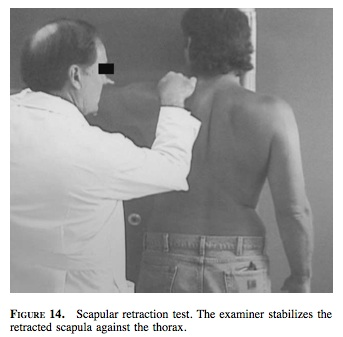 FIGURE 14. Scapular retraction test. The examiner stabilizes the
retracted scapula against the thorax.